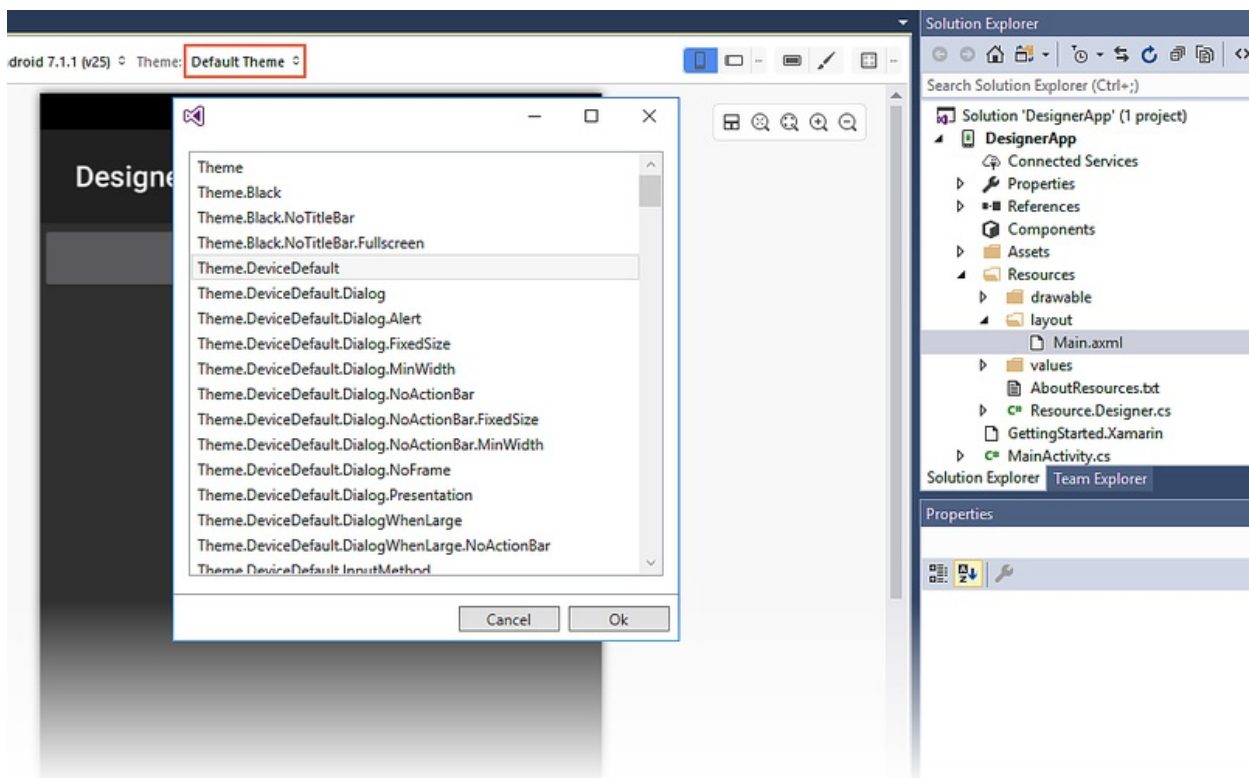 Solution Explorer
droid 7.1.1 (v25) Theme: Default Theme
Search Solution Explorer (Ctrl+;)
Designe
Theme
Theme.Black
Theme.Black.NoTitleBar
Theme.Black.NoTitleBar.Fullscreen
Theme.DeviceDefault
Theme.DeviceDefault.Dialog
Theme.DeviceDefault.Dialog.Alert
Theme.DeviceDefault.Dialog.FixedSize
Theme.DeviceDefault.Dialog.MinWidth
Theme.DeviceDefault.Dialog.NoActionBar
Theme.DeviceDefault.Dialog.NoActionBar.FixedSize
Theme.DeviceDefault.Dialog.NoActionBar.MinWidth
Theme.DeviceDefault.Dialog.NoFrame
Theme.DeviceDefault.Dialog.Presentation
Theme.DeviceDefault.DialogWhenLarge
Theme.DeviceDefault.DialogWhenLarge.NoActionBar
Theme.DeviceDefault.InputMethod
Cancel
Ok
Solution 'DesignerApp' (1 project)
DesignerApp
Connected Services
Properties
References
Components
Assets
Resources
drawable
layout
Main.axml
values
AboutResources.txt
C# Resource.Designer.cs
GettingStarted.Xamarin
C# MainActivity.cs
Solution Explorer Team Explorer
Properties